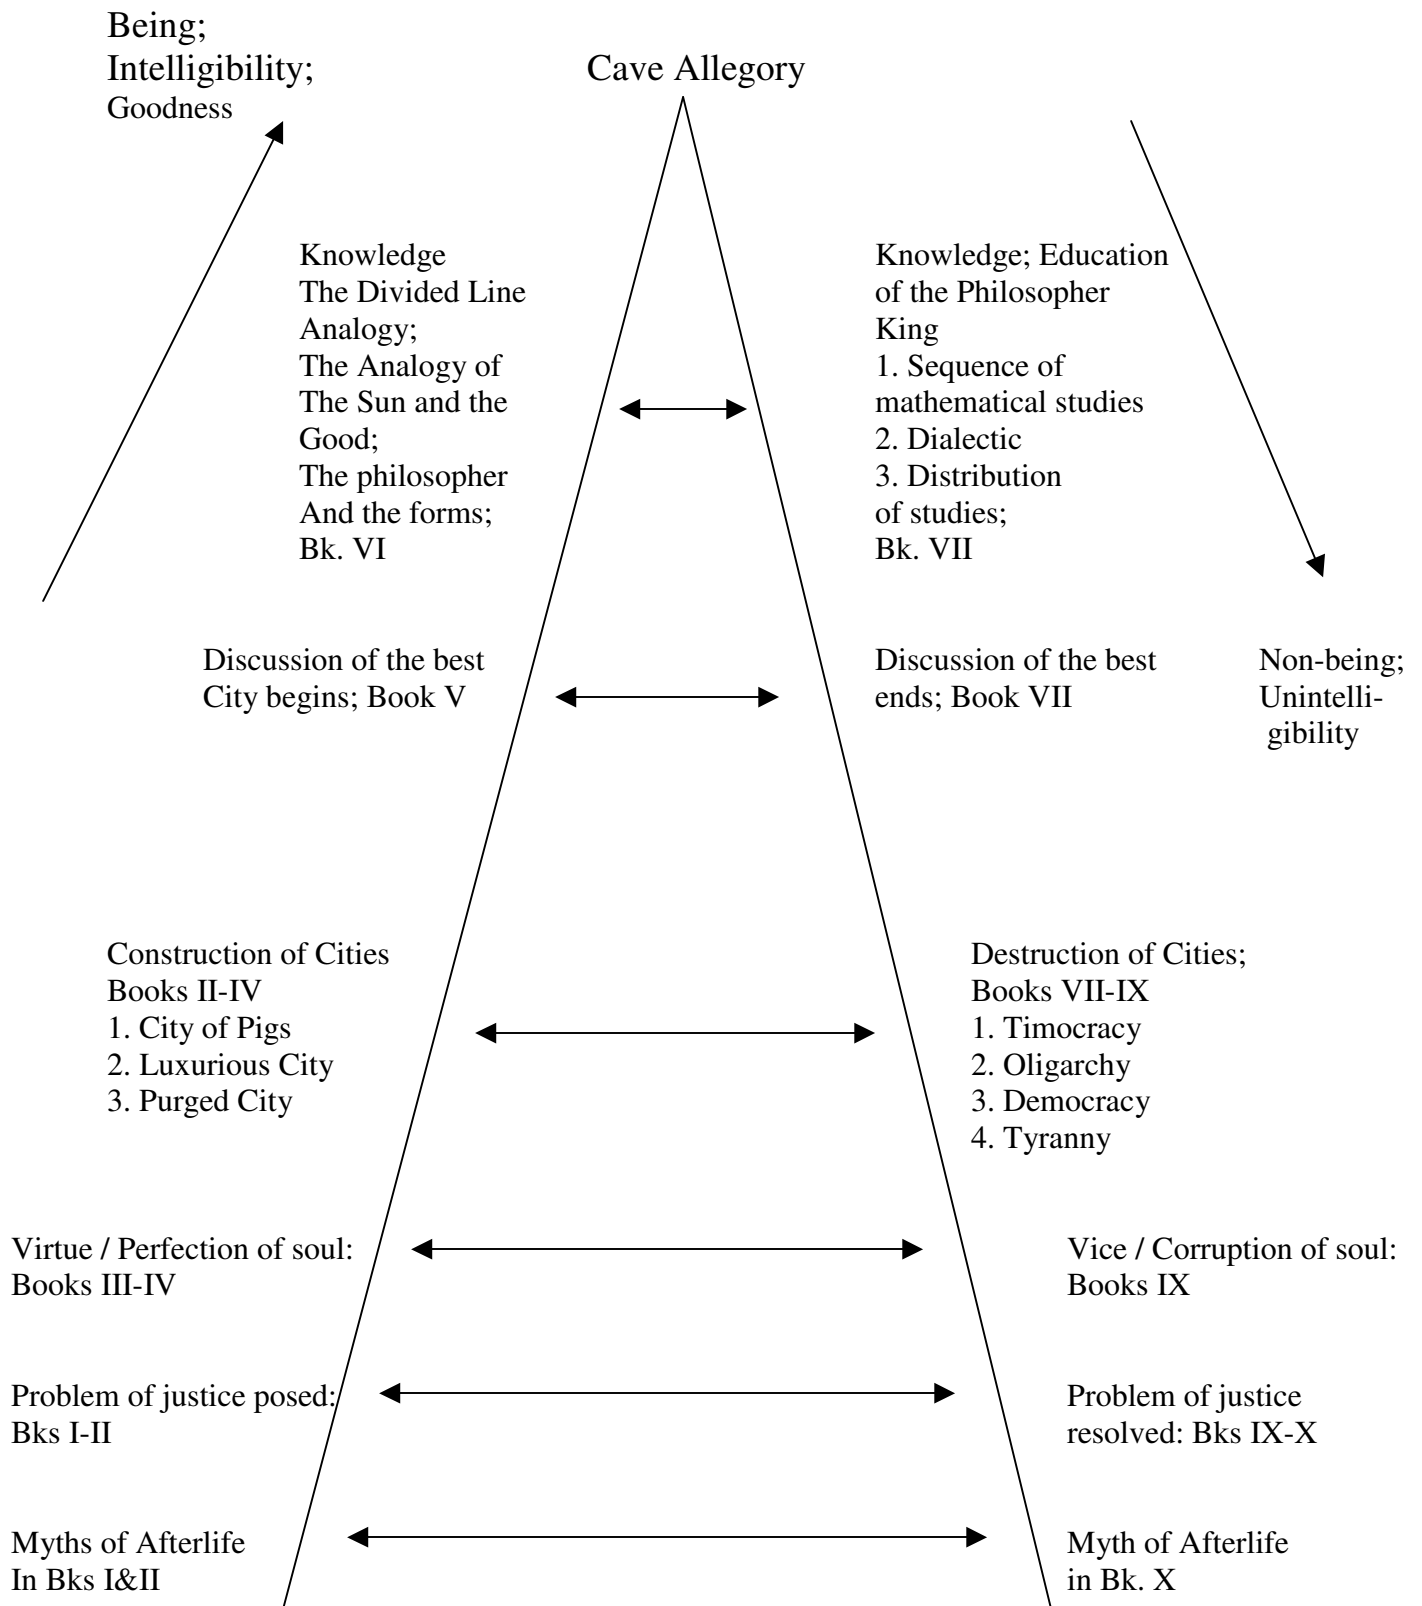 Being;
Intelligibility;
Goodness
Cave Allegory
Knowledge
The Divided Line
Analogy;
The Analogy of
The Sun and the
Good;
The philosopher
And the forms;
Bk. VI
Knowledge; Education
of the Philosopher
King
1. Sequence of
mathematical studies
2. Dialectic
3. Distribution
of studies;
Bk. VII
Discussion of the best
City begins; Book V
Discussion of the best
ends; Book VII
Non-being;
Unintelli-
gibility
Construction of Cities
Books II-IV
1. City of Pigs
2. Luxurious City
3. Purged City
Destruction of Cities;
Books VII-IX
1. Timocracy
2. Oligarchy
3. Democracy
4. Tyranny
Virtue / Perfection of soul:
Books III-IV
Vice / Corruption of soul:
Books IX
Problem of justice posed:
Bks I-II
Problem of justice
resolved: Bks IX-X
Myths of Afterlife
In Bks I&II
Myth of Afterlife
in Bk. X